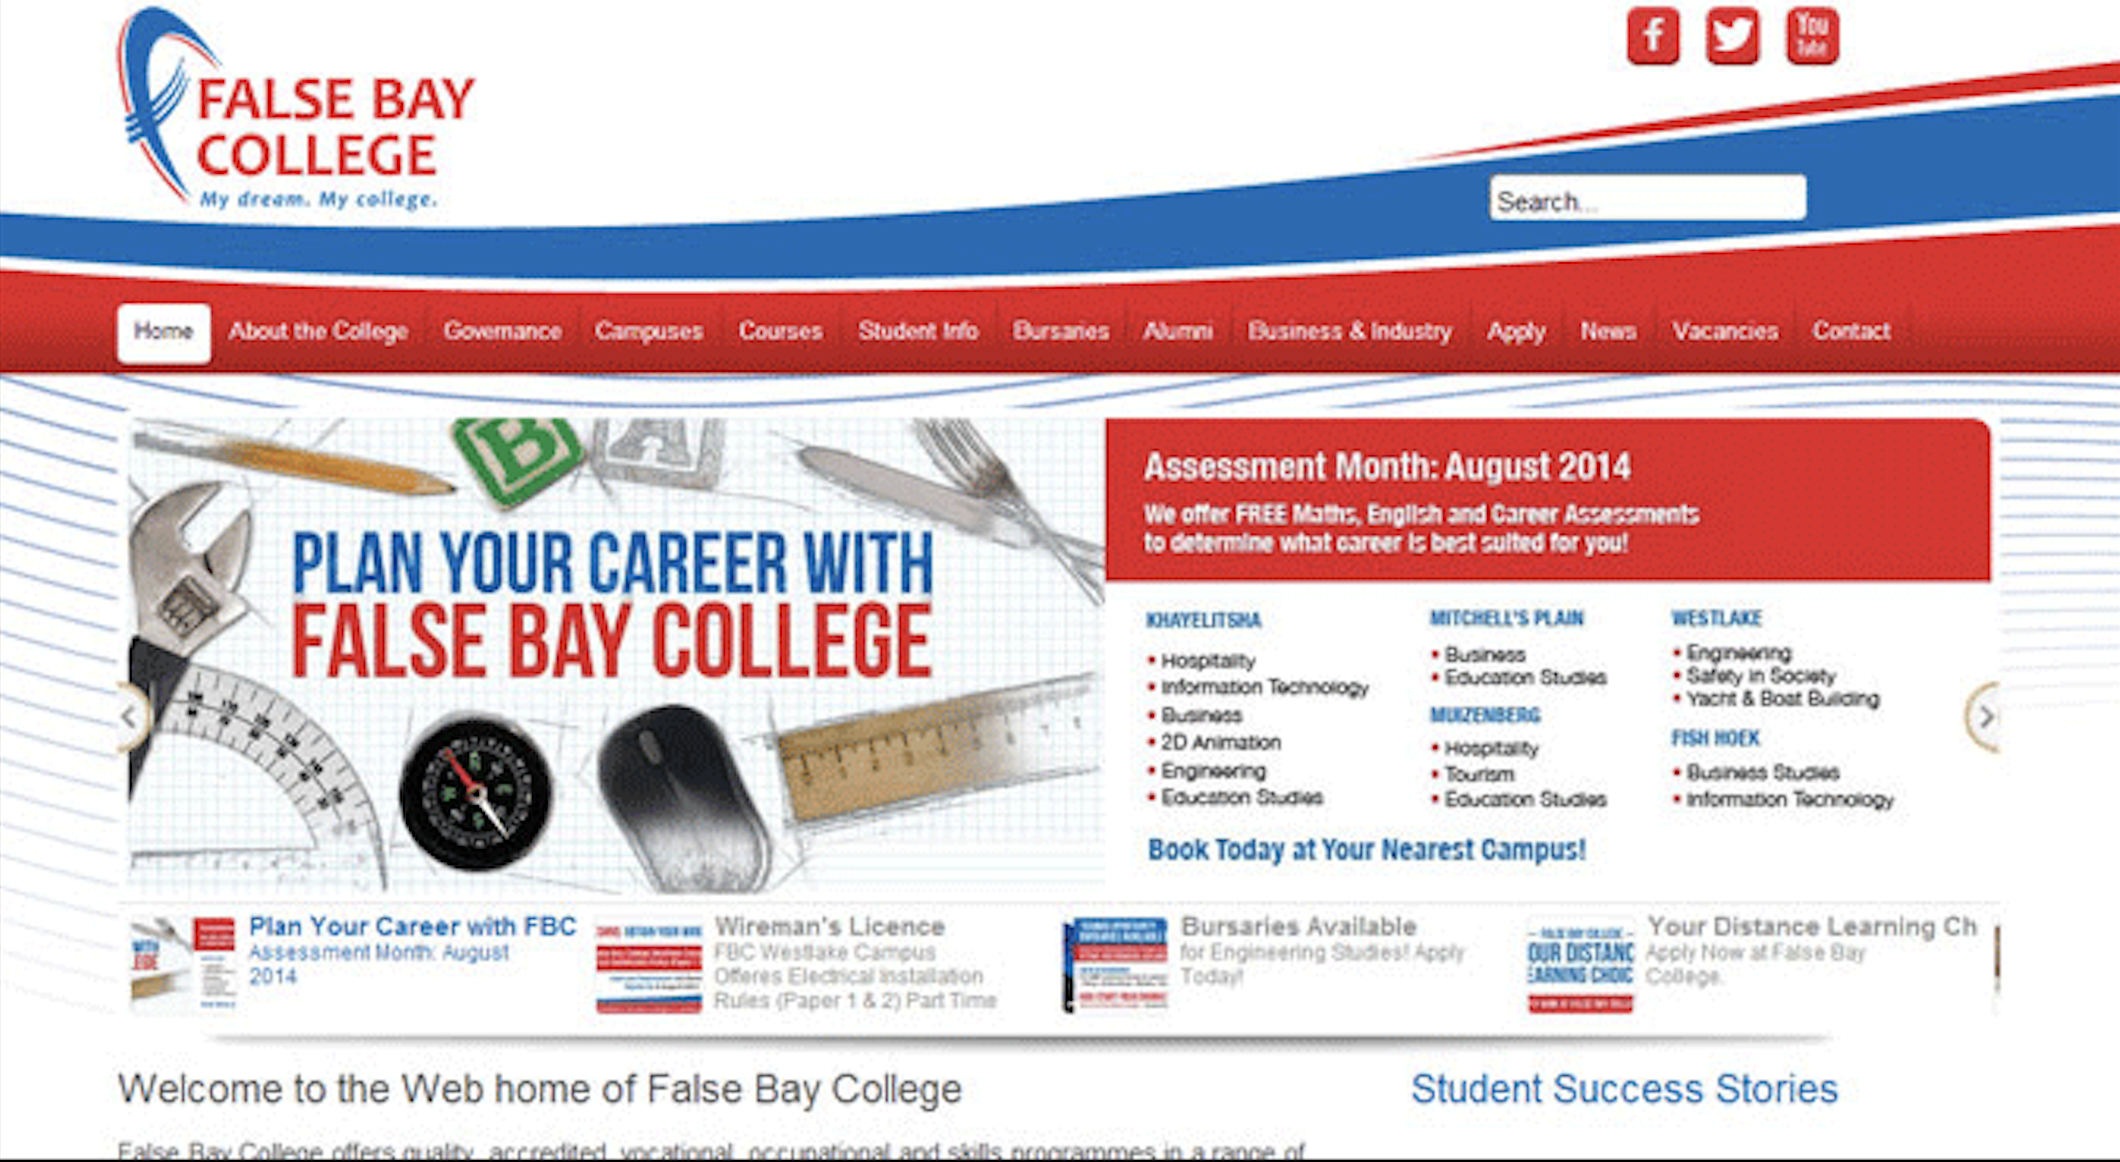 FALSE BAY
COLLEGE
My dream. My college.
f
You
Tube
Search...
Home About the College Governance Campuses Courses Student Info Bursaries Alumni Business & Industry Apply News Vacancies Contact
B A
PLAN YOUR CAREER WITH
FALSE BAY COLLEGE
Assessment Month: August 2014
We offer FREE Maths, English and Career Assessments
to determine what career is best suited for you!
KHAYELITSHA
• Hospitality
• Information Technology
• Business
• 2D Animation
• Engineering
• Education Studies
MITCHELL'S PLAIN
• Business
• Education Studies
MUIZENBERG
• Hospitality
• Tourism
• Education Studies
WESTLAKE
• Engineering
• Safety in Society
• Yacht & Boat Building
FISH HOEK
• Business Studies
• Information Technology
Book Today at Your Nearest Campus!
Plan Your Career with FBC
Assessment Month: August
2014
Wireman's Licence
FBC Westlake Campus
Offeres Electrical Installation
Rules (Paper 1 & 2) Part Time
Bursaries Available
for Engineering Studies! Apply
Today!
OUR DISTANC
EARNING CHOIC
Your Distance Learning Ch
Apply Now at False Bay
College.
Welcome to the Web home of False Bay College
Student Success Stories
False Bay College offers quality, accredited, vocational, occupational and skills programmes in a range of